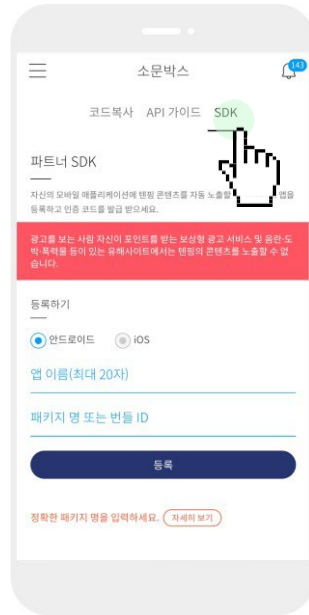 소문박스
143
코드복사 API 가이드 SDK
파트너 SDK
자신의 모바일 애플리케이션에 텐핑 콘텐츠를 자동 노출할 앱을
등록하고 인증 코드를 발급 받으세요.
광고를 보는 사람 자신이 포인트를 받는 보상형 광고 서비스 및 음란·도
박·폭력물 등이 있는 유해사이트에서는 텐핑의 콘텐츠를 노출할 수 없
습니다.
등록하기
안드로이드 iOS
앱 이름(최대 20자)
패키지 명 또는 번들 ID
등록
정확한 패키지 명을 입력하세요. 자세히 보기